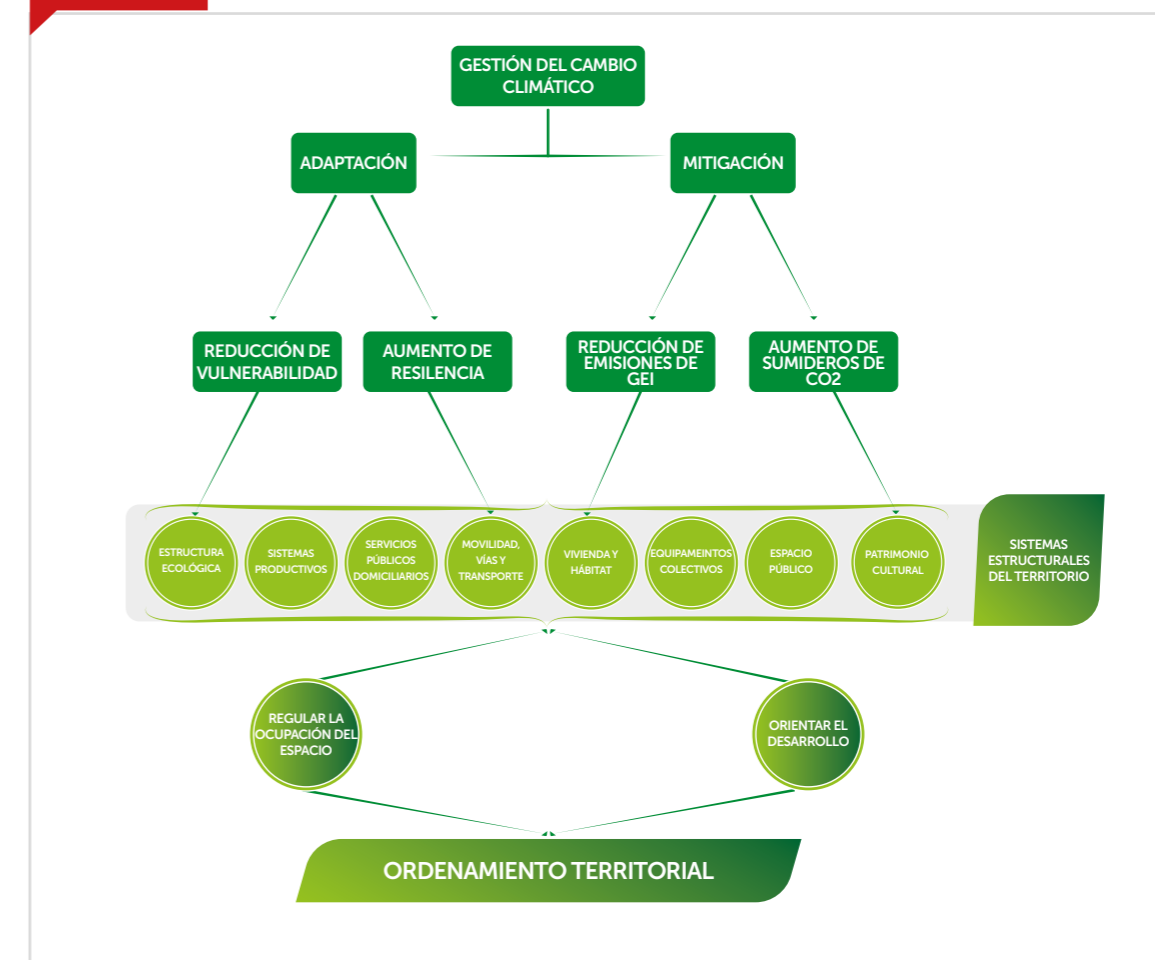 GESTIÓN DEL CAMBIO
CLIMÁTICO
ADAPTACIÓN
MITIGACIÓN
REDUCCIÓN DE
VULNERABILIDAD
AUMENTO DE
RESILENCIA
REDUCCIÓN DE
EMISIONES DE
GEI
AUMENTO DE
SUMIDEROS DE
CO2
ESTRUCTURA
ECOLÓGICA
SISTEMAS
PRODUCTIVOS
SERVICIOS
PÚBLICOS
DOMICILIARIOS
MOVILIDAD,
VÍAS Y
TRANSPORTE
VIVIENDA Y
HÁBITAT
EQUIPAMEINTOS
COLECTIVOS
ESPACIO
PÚBLICO
PATRIMONIO
CULTURAL
SISTEMAS
ESTRUCTURALES
DEL TERRITORIO
REGULAR LA
OCUPACIÓN DEL
ESPACIO
ORIENTAR EL
DESARROLLO
ORDENAMIENTO TERRITORIAL